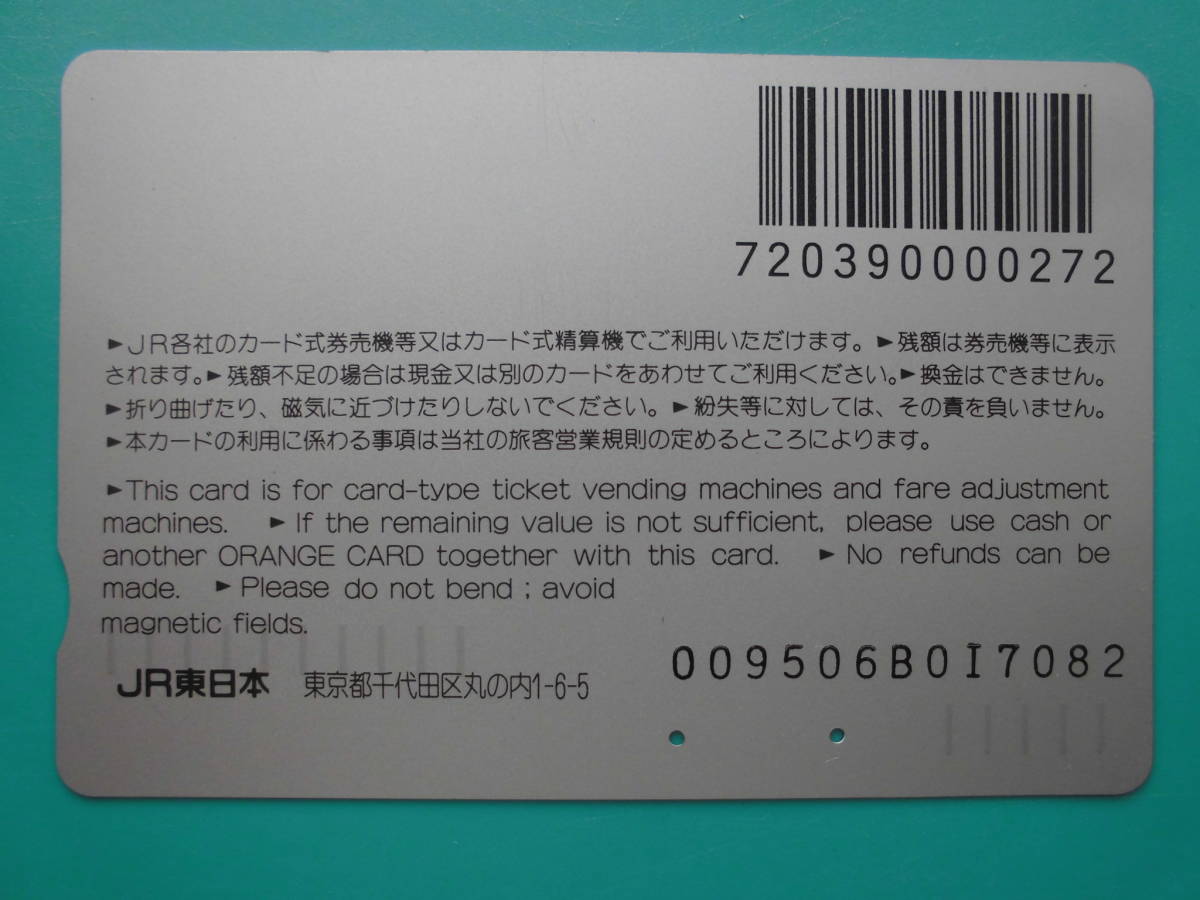 720390000272
►JR各社のカード式券売機等又はカード式精算機でご利用いただけます。►残額は券売機等に表示
されます。►残額不足の場合は現金又は別のカードをあわせてご利用ください。►換金はできません。
►折り曲げたり、磁気に近づけたりしないでください。►紛失等に対しては、その責を負いません。
►本カードの利用に係わる事項は当社の旅客営業規則の定めるところによります。
►This card is for card-type ticket vending machines and fare adjustment
machines. ►If the remaining value is not sufficient, please use cash or
another ORANGE CARD together with this card. ►No refunds can be
made. ►Please do not bend ; avoid
magnetic fields.
009506B0I7082
JR東日本 東京都千代田区丸の内1-6-5